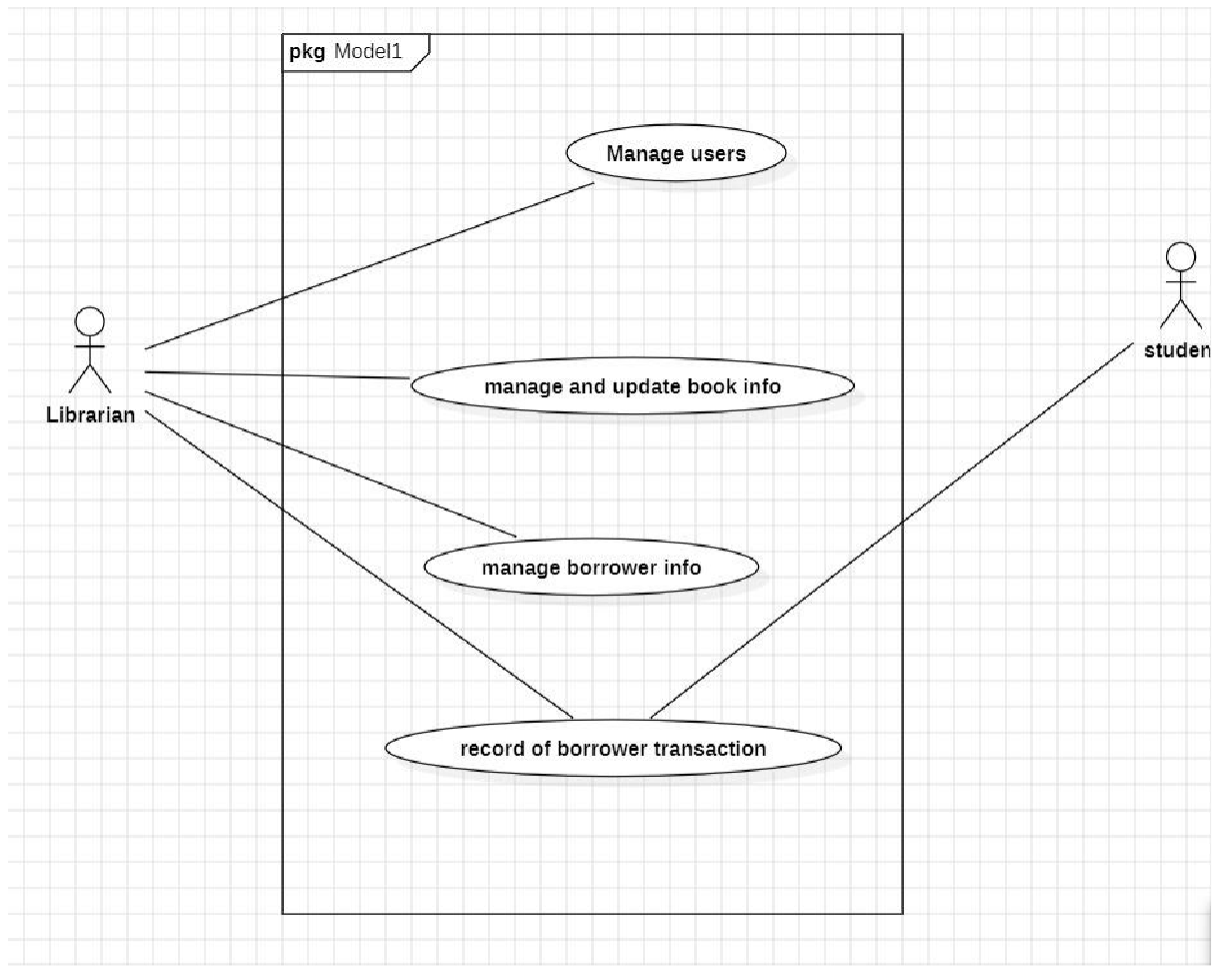 pkg Model1
Manage users
studen
manage and update book info
Librarian
manage borrower info
record of borrower transaction